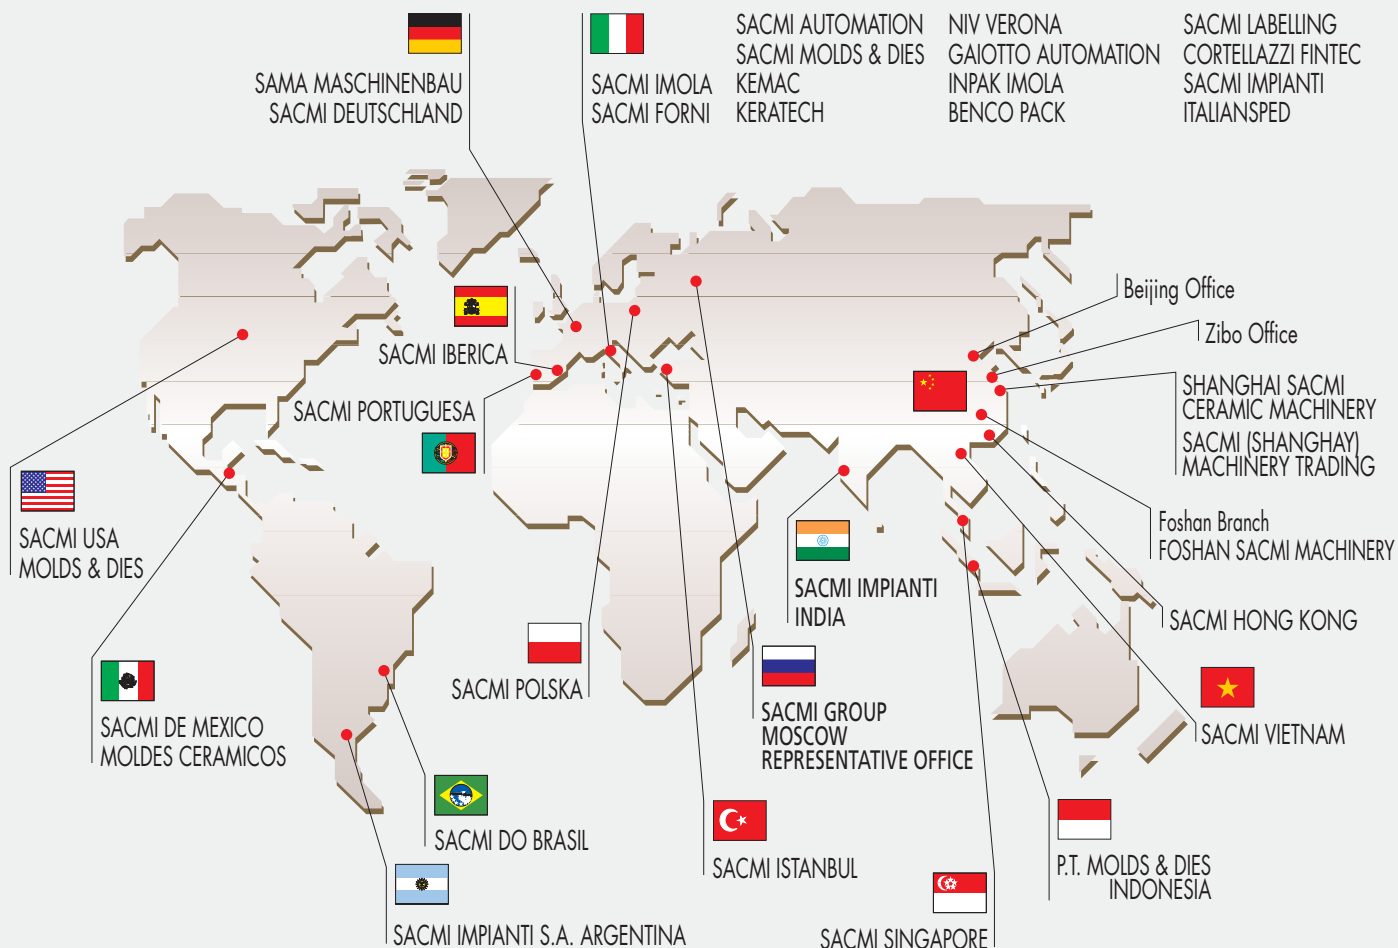 SAMA MASCHINENBAU
SACMI DEUTSCHLAND
SACMI IMOLA
SACMI FORNI
SACMI AUTOMATION
SACMI MOLDS & DIES
KEMAC
KERATECH
NIV VERONA
GAIOTTO AUTOMATION
INPAK IMOLA
BENCO PACK
SACMI LABELLING
CORTELLAZZI FINTEC
SACMI IMPIANTI
ITALIANSPED
SACMI IBERICA
SACMI PORTUGUESA
Beijing Office
Zibo Office
SHANGHAI SACMI
CERAMIC MACHINERY
SACMI (SHANGHAY)
MACHINERY TRADING
Foshan Branch
FOSHAN SACMI MACHINERY
SACMI USA
MOLDS & DIES
SACMI IMPIANTI
INDIA
SACMI HONG KONG
SACMI POLSKA
SACMI GROUP
MOSCOW
REPRESENTATIVE OFFICE
SACMI VIETNAM
SACMI DE MEXICO
MOLDES CERAMICOS
SACMI DO BRASIL
SACMI ISTANBUL
P.T. MOLDS & DIES
INDONESIA
SACMI IMPIANTI S.A. ARGENTINA
SACMI SINGAPORE